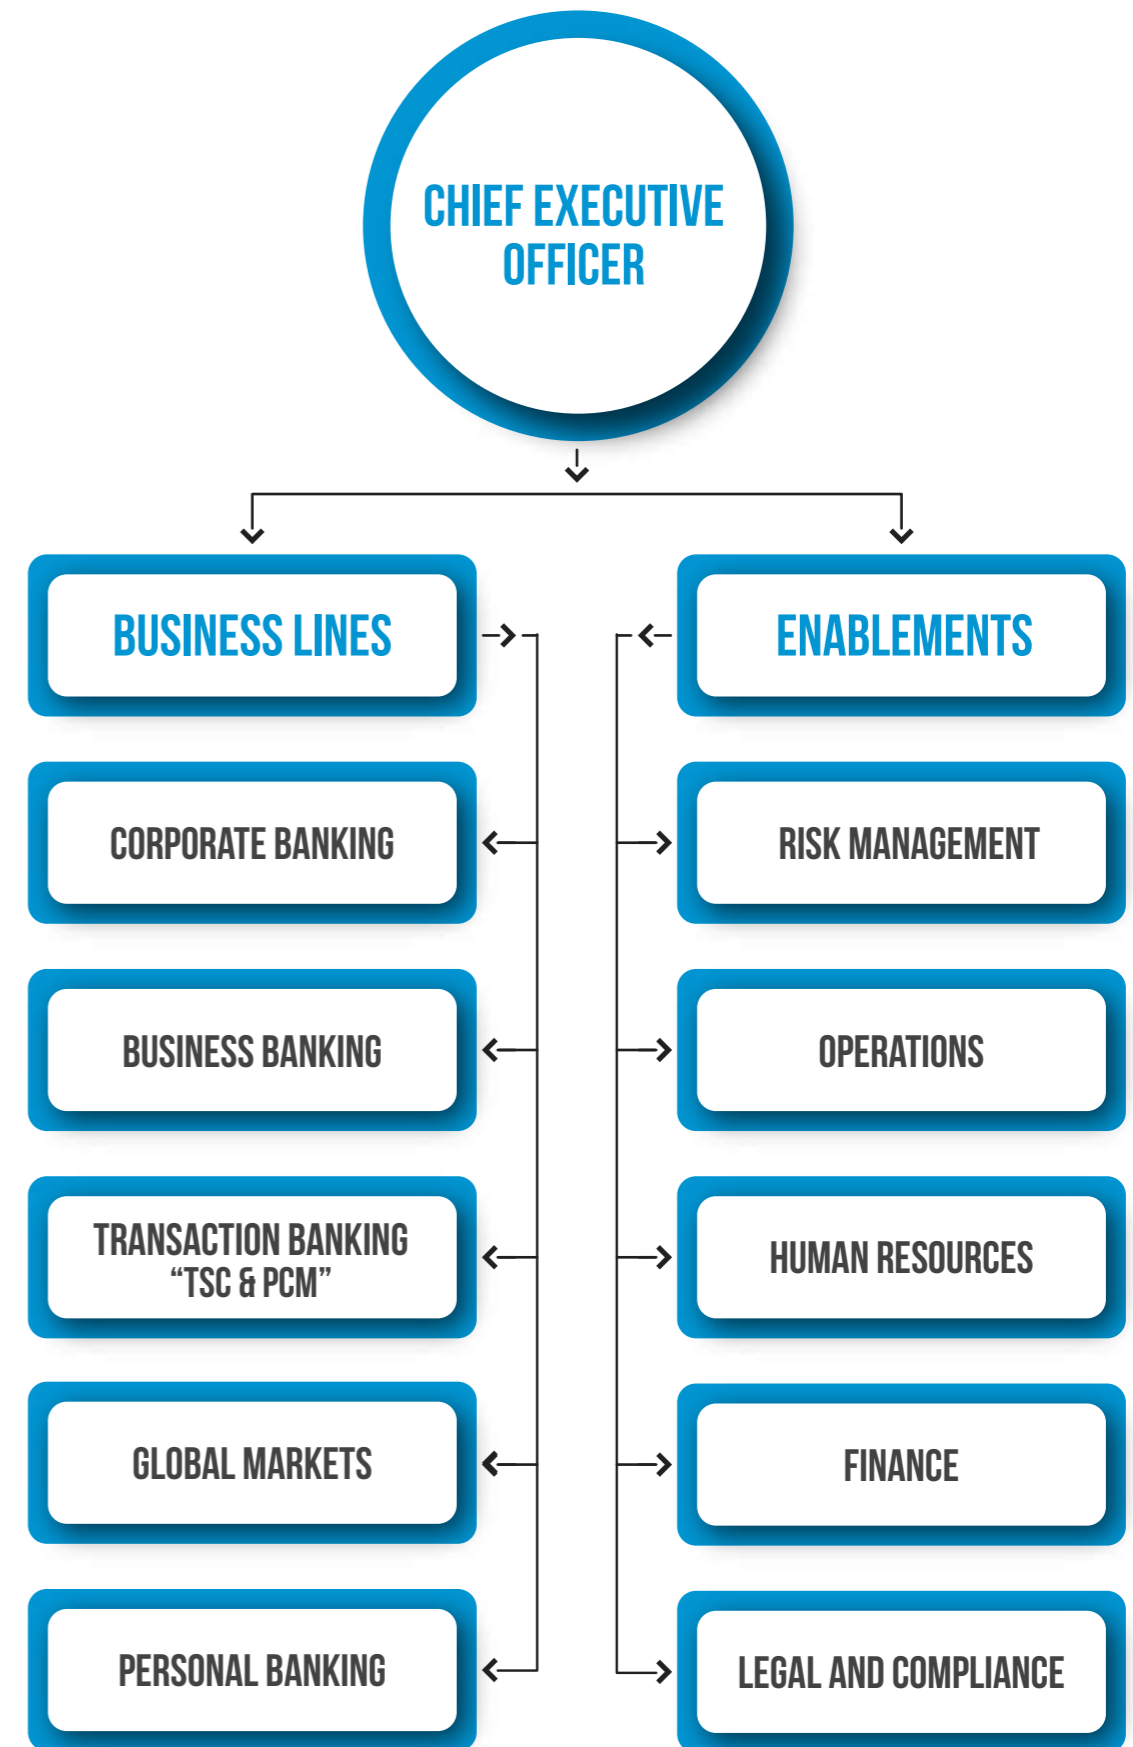 CHIEF EXECUTIVE
OFFICER
BUSINESS LINES
ENABLEMENTS
CORPORATE BANKING
RISK MANAGEMENT
BUSINESS BANKING
OPERATIONS
TRANSACTION BANKING
“TSC & PCM”
HUMAN RESOURCES
GLOBAL MARKETS
FINANCE
PERSONAL BANKING
LEGAL AND COMPLIANCE